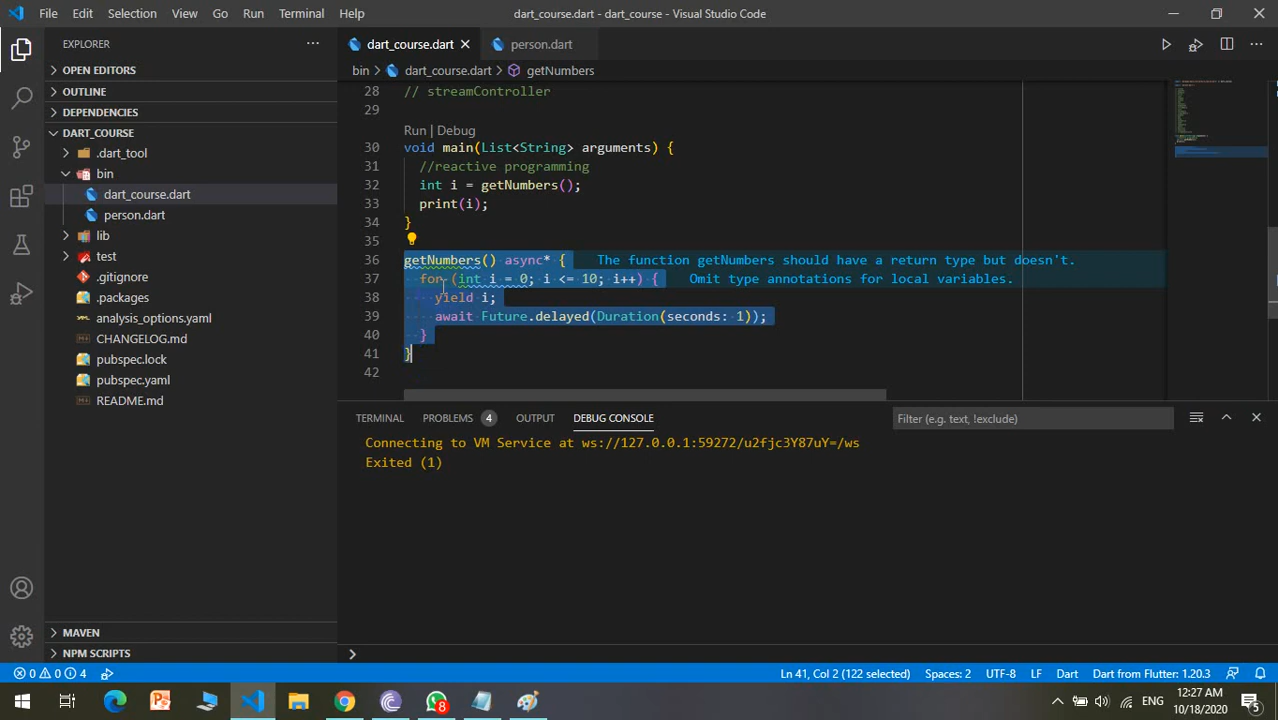 File Edit Selection View Go Run Terminal Help
dart_course.dart - dart_course - Visual Studio Code
EXPLORER
OPEN EDITORS
OUTLINE
DEPENDENCIES
DART_COURSE
.dart_tool
bin
dart_course.dart
person.dart
lib
test
.gitignore
.packages
analysis_options.yaml
CHANGELOG.md
pubspec.lock
pubspec.yaml
README.md
MAVEN
NPM SCRIPTS
dart_course.dart person.dart
bin > dart_course.dart > getNumbers
28 // streamController
29
Run | Debug
30 void main(List<String> arguments) {
31 //reactive programming
32 int i = getNumbers();
33 print(i);
34 }
35
36 getNumbers() async* { The function getNumbers should have a return type but doesn't.
37 for (int i = 0; i <= 10; i++) { Omit type annotations for local variables.
38 yield i;
39 await Future.delayed(Duration(seconds: 1));
40 }
41 }
42
TERMINAL PROBLEMS 4 OUTPUT DEBUG CONSOLE Filter (e.g. text, !exclude)
Connecting to VM Service at ws://127.0.0.1:59272/u2fjc3Y87uY=/ws
Exited (1)
0 0 4 Ln 41, Col 2 (122 selected) Spaces: 2 UTF-8 LF Dart Dart from Flutter: 1.20.3
8 ENG 12:27 AM
10/18/2020 5